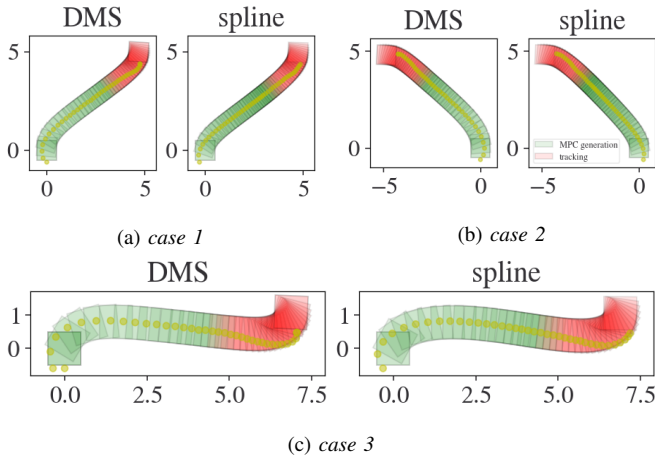 DMS spline DMS spline
5 5 5 5
0 0 0 0
MPC generation
tracking
0 5 0 5 −5 0 −5 0
(a) case 1 (b) case 2
DMS spline
1 1
0 0
0.0 2.5 5.0 7.5 0.0 2.5 5.0 7.5
(c) case 3